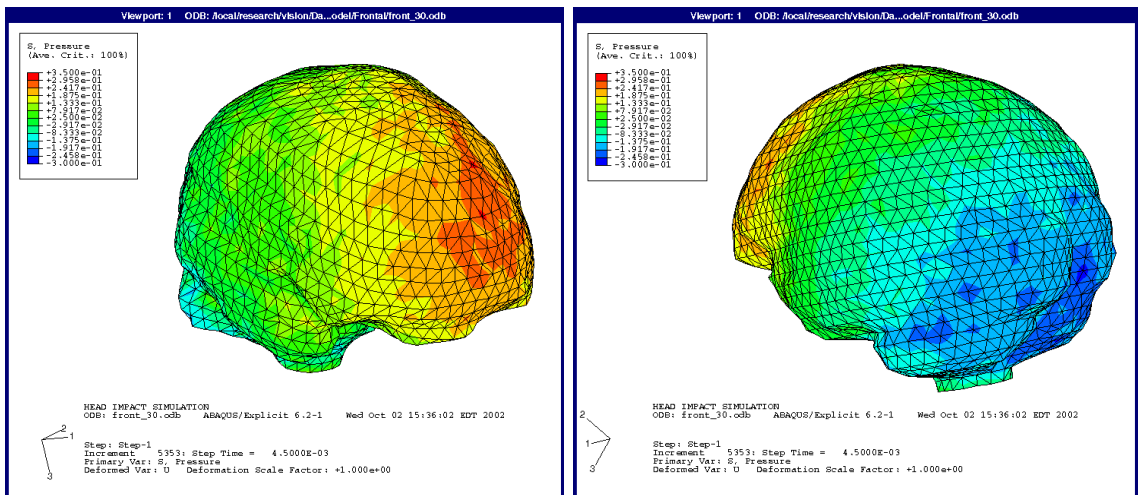 Viewport: 1 ODB: /local/research/vision/Da...odel/Frontal/front_30.odb
S, Pressure
(Ave. Crit.: 100%)
+3.500e-01
+2.958e-01
+2.417e-01
+1.875e-01
+1.333e-01
+7.917e-02
+2.500e-02
-2.917e-02
-8.333e-02
-1.375e-01
-1.917e-01
-2.458e-01
-3.000e-01
HEAD IMPACT SIMULATION
ODB: front_30.odb ABAQUS/Explicit 6.2-1 Wed Oct 02 15:36:02 EDT 2002
2
1
3
Step: Step-1
Increment 5353: Step Time = 4.5000E-03
Primary Var: S, Pressure
Deformed Var: U Deformation Scale Factor: +1.000e+00
Viewport: 1 ODB: /local/research/vision/Da...odel/Frontal/front_30.odb
S, Pressure
(Ave. Crit.: 100%)
+3.500e-01
+2.958e-01
+2.417e-01
+1.875e-01
+1.333e-01
+7.917e-02
+2.500e-02
-2.917e-02
-8.333e-02
-1.375e-01
-1.917e-01
-2.458e-01
-3.000e-01
HEAD IMPACT SIMULATION
ODB: front_30.odb ABAQUS/Explicit 6.2-1 Wed Oct 02 15:36:02 EDT 2002
2
1
3
Step: Step-1
Increment 5353: Step Time = 4.5000E-03
Primary Var: S, Pressure
Deformed Var: U Deformation Scale Factor: +1.000e+00